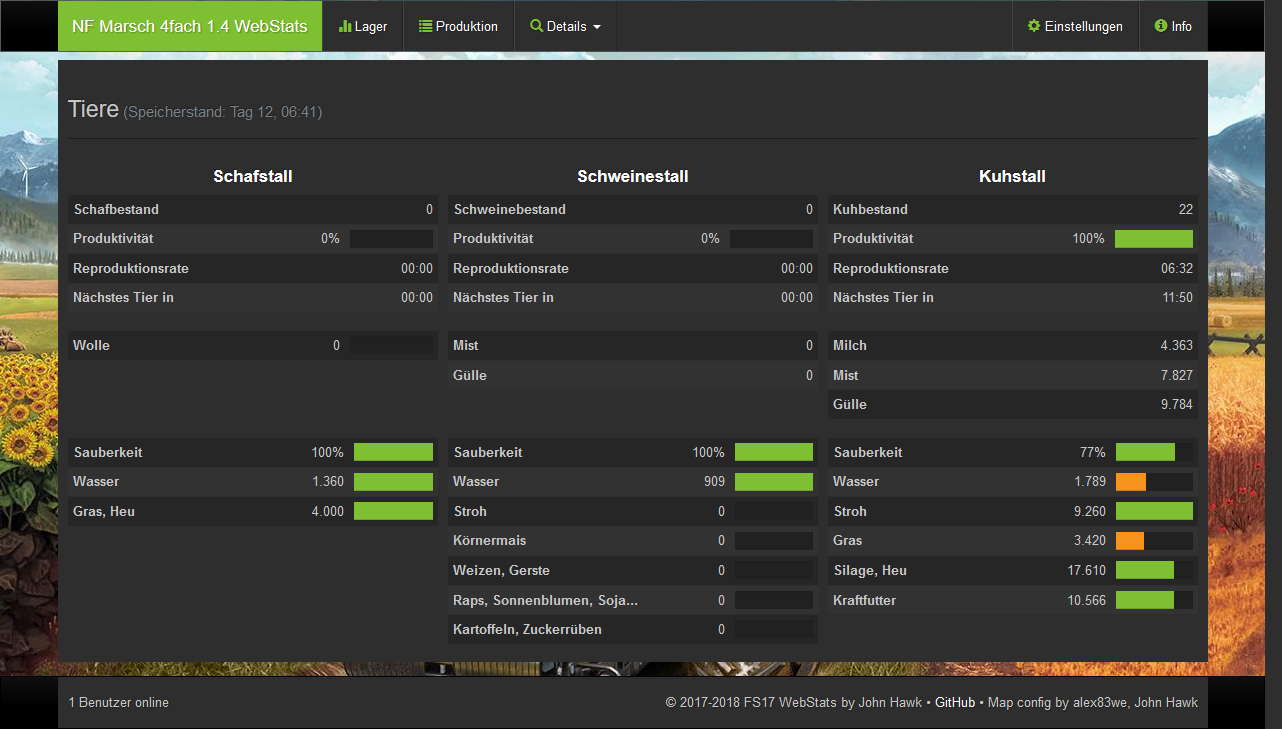 NF Marsch 4fach 1.4 WebStats Lager Produktion Details Einstellungen Info
Tiere (Speicherstand: Tag 12, 06:41)
Schafstall
Schafbestand 0
Produktivität 0%
Reproduktionsrate 00:00
Nächstes Tier in 00:00
Wolle 0
Sauberkeit 100%
Wasser 1.360
Gras, Heu 4.000
Schweinestall
Schweinebestand 0
Produktivität 0%
Reproduktionsrate 00:00
Nächstes Tier in 00:00
Mist 0
Gülle 0
Sauberkeit 100%
Wasser 909
Stroh 0
Körnermais 0
Weizen, Gerste 0
Raps, Sonnenblumen, Soja... 0
Kartoffeln, Zuckerrüben 0
Kuhstall
Kuhbestand 22
Produktivität 100%
Reproduktionsrate 06:32
Nächstes Tier in 11:50
Milch 4.363
Mist 7.827
Gülle 9.784
Sauberkeit 77%
Wasser 1.789
Stroh 9.260
Gras 3.420
Silage, Heu 17.610
Kraftfutter 10.566
1 Benutzer online
© 2017-2018 FS17 WebStats by John Hawk • GitHub • Map config by alex83we, John Hawk